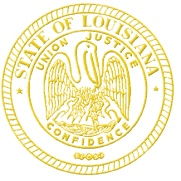 STATE OF LOUISIANA
UNION JUSTICE
CONFIDENCE